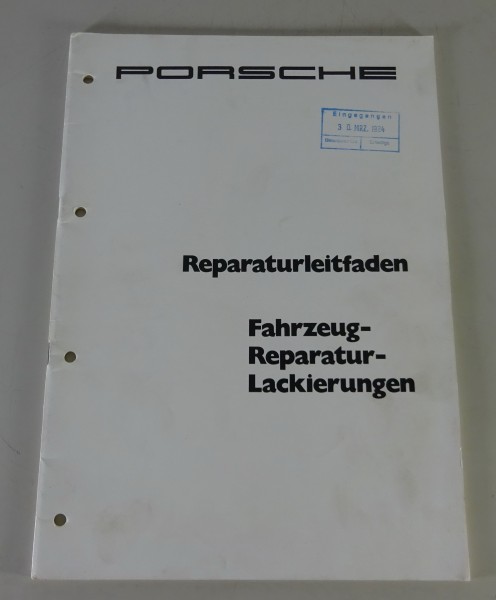 PORSCHE
Eingegangen
Reparaturleitfaden
Fahrzeug-
Reparatur-
Lackierungen